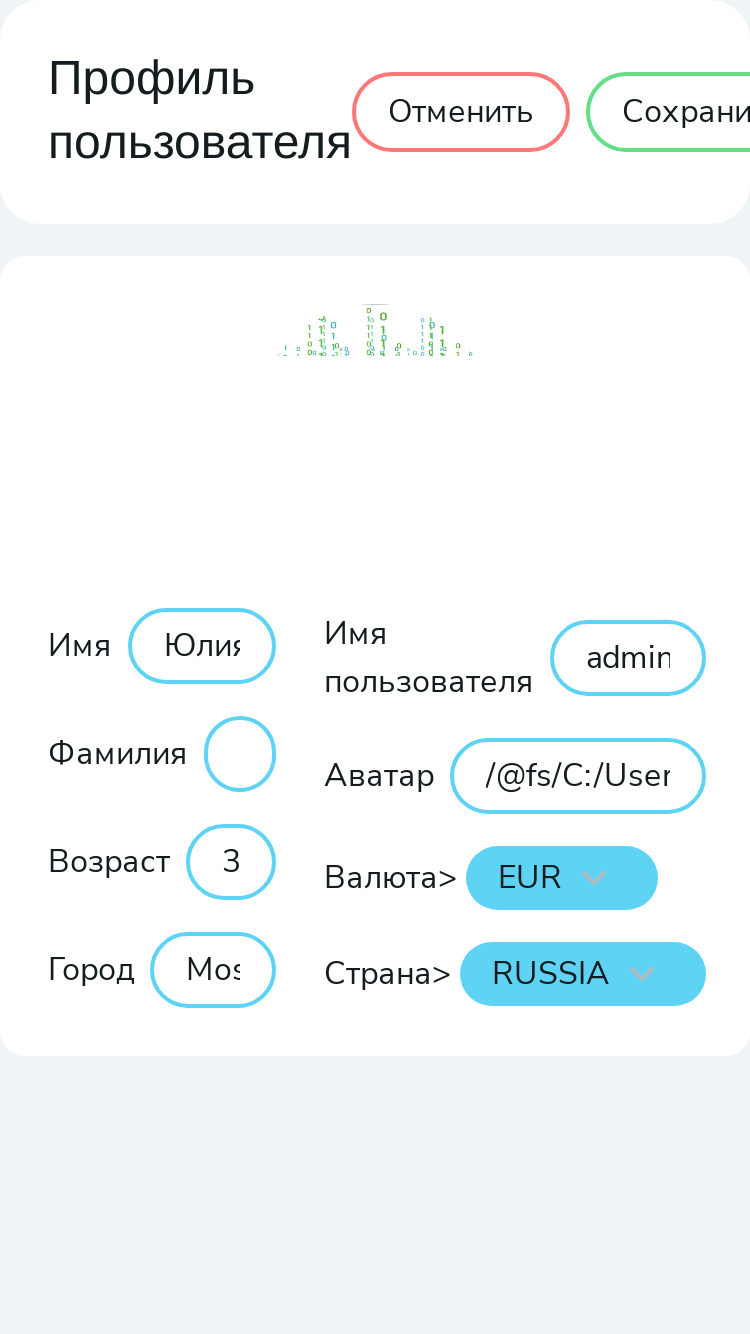 Профиль
пользователя
Отменить
Сохрани
Имя
Юлия
Фамилия
Возраст
3
Город
Mos
Имя
пользователя
admin
Аватар
/@fs/C:/User
Валюта>
EUR
Страна>
RUSSIA